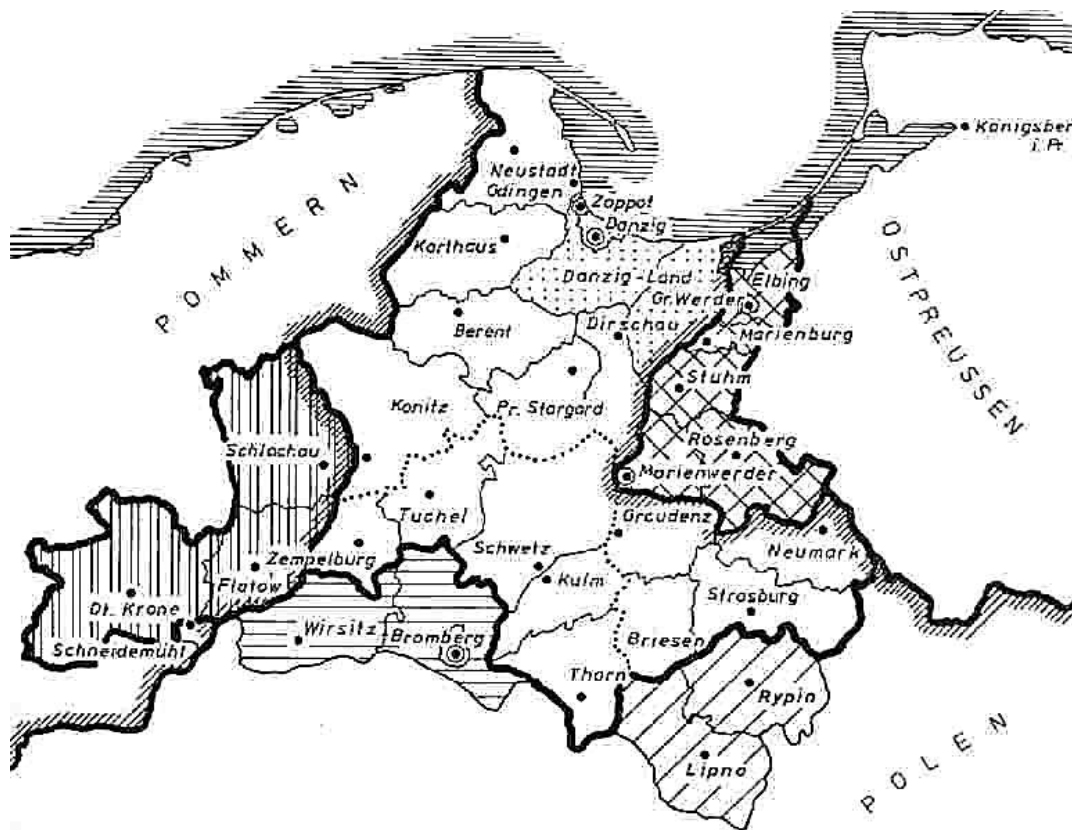 Königsber
i. Pr.
Neustadt
Gdingen
Zoppot
Danzig
POMMERN
OSTPREUSSEN
Karthaus
Danzig-Land
Elbing
Gr. Werder
Berent
Dirschau
Marienburg
Stuhm
Konitz
Pr. Stargard
Rosenberg
Schlochau
Marienwerder
Tuchel
Graudenz
Zempelburg
Schwetz
Neumark
Flatow
Kulm
Dt. Krone
Strasburg
Wirsitz
Bromberg
Briesen
Schneidemühl
Thorn
Rypin
Lipno
POLEN